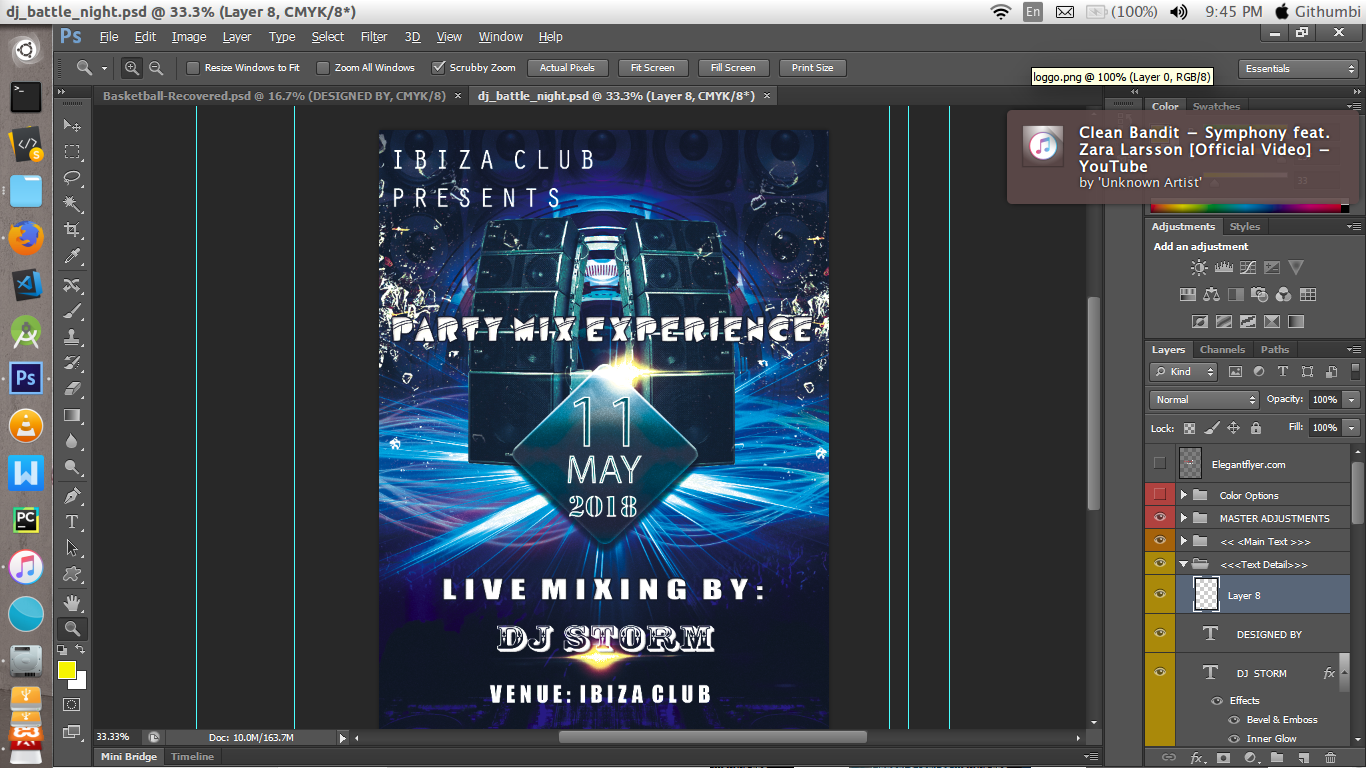 dj_battle_night.psd @ 33.3% (Layer 8, CMYK/8*)
En (100%) 9:45 PM Githumbi
Ps File Edit Image Layer Type Select Filter 3D View Window Help
Resize Windows to Fit Zoom All Windows Scrubby Zoom Actual Pixels Fit Screen Fill Screen Print Size Essentials
loggo.png @ 100% (Layer 0, RGB/8)
Basketball-Recovered.psd @ 16.7% (DESIGNED BY, CMYK/8) × dj_battle_night.psd @ 33.3% (Layer 8, CMYK/8*) ×
Color Swatches
Clean Bandit – Symphony feat.
Zara Larsson [Official Video] –
YouTube
by 'Unknown Artist'
IBIZA CLUB
PRESENTS
PARTY MIX EXPERIENCE
11
MAY
2018
LIVE MIXING BY:
DJ STORM
VENUE: IBIZA CLUB
Adjustments Styles
Add an adjustment
Layers Channels Paths
Kind
Normal Opacity: 100%
Lock: Fill: 100%
Elegantflyer.com
Color Options
MASTER ADJUSTMENTS
<< <Main Text >>>
<<<Text Detail>>>
Layer 8
T DESIGNED BY
T DJ STORM fx
Effects
Bevel & Emboss
Inner Glow
33.33% Doc: 10.0M/163.7M
Mini Bridge Timeline